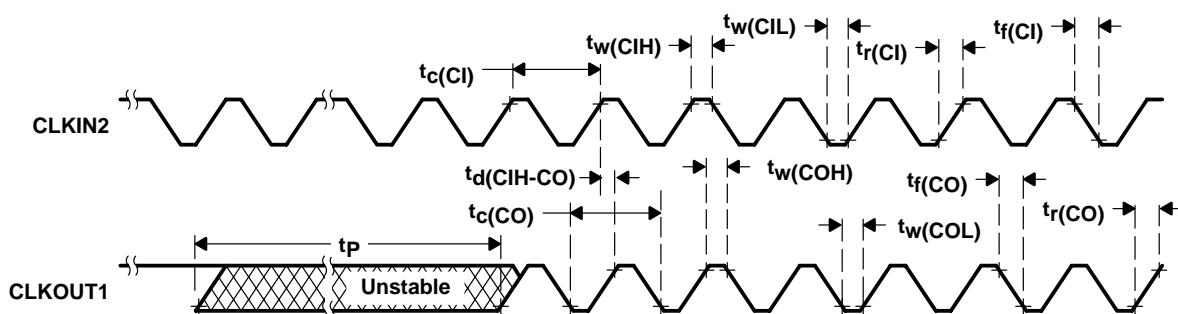 tw(CIL)
tf(CI)
tw(CIH)
tr(CI)
tc(CI)
CLKIN2
td(CIH-CO)
tw(COH)
tf(CO)
tc(CO)
tr(CO)
tw(COL)
tP
Unstable
CLKOUT1